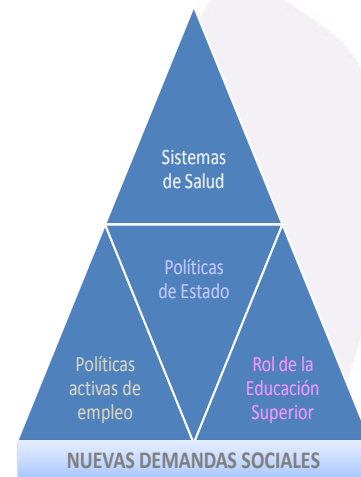 Sistemas
de Salud
Políticas
de Estado
Políticas
activas de
empleo
Rol de la
Educación
Superior
NUEVAS DEMANDAS SOCIALES